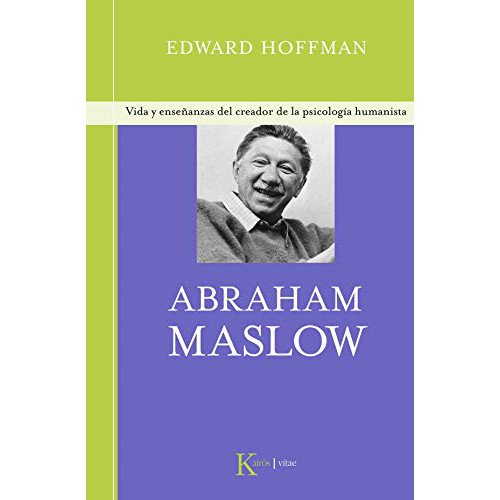 EDWARD HOFFMAN
Vida y enseñanzas del creador de la psicología humanista
ABRAHAM
MASLOW
Kairós | vitae